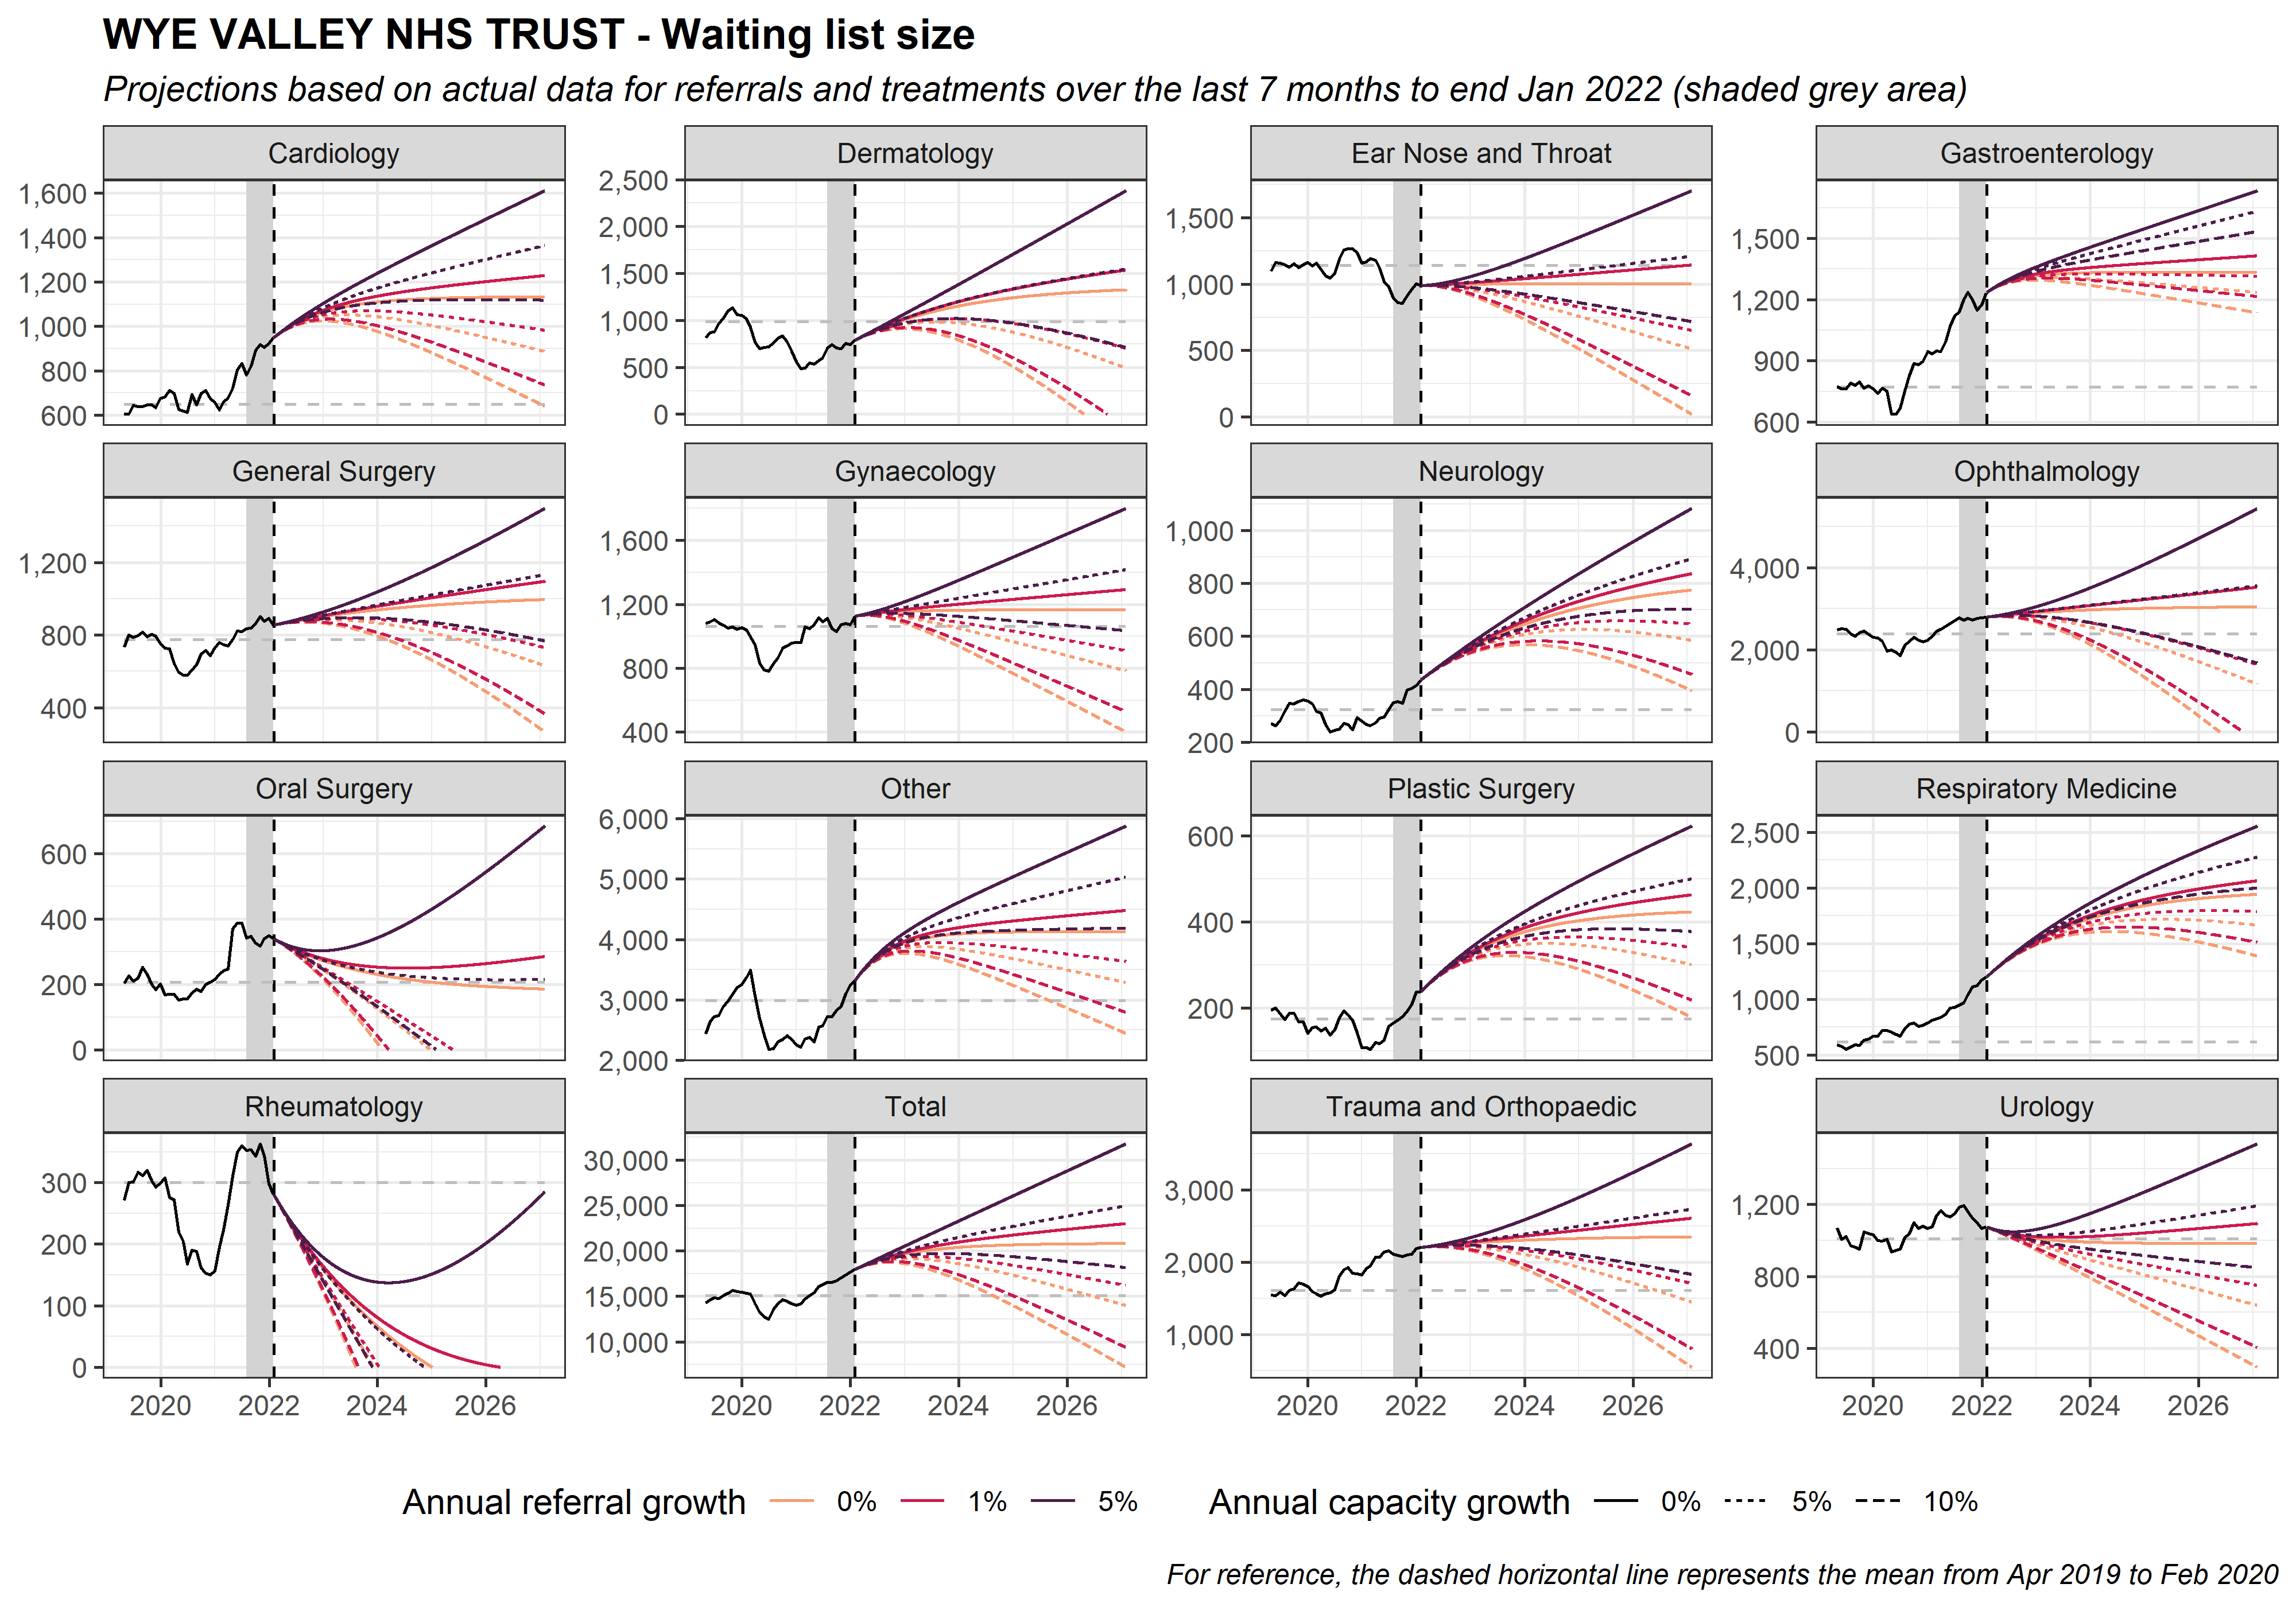 WYE VALLEY NHS TRUST - Waiting list size
Projections based on actual data for referrals and treatments over the last 7 months to end Jan 2022 (shaded grey area)
Cardiology
1,600
1,400
1,200
1,000
800
600
Dermatology
2,500
2,000
1,500
1,000
500
0
Ear Nose and Throat
1,500
1,000
500
0
Gastroenterology
1,500
1,200
900
600
General Surgery
1,200
800
400
Gynaecology
1,600
1,200
800
400
Neurology
1,000
800
600
400
200
Ophthalmology
4,000
2,000
0
Oral Surgery
600
400
200
0
Other
6,000
5,000
4,000
3,000
2,000
Plastic Surgery
600
400
200
Respiratory Medicine
2,500
2,000
1,500
1,000
500
Rheumatology
300
200
100
0
2020 2022 2024 2026
Total
30,000
25,000
20,000
15,000
10,000
2020 2022 2024 2026
Trauma and Orthopaedic
3,000
2,000
1,000
2020 2022 2024 2026
Urology
1,200
800
400
2020 2022 2024 2026
Annual referral growth 0% 1% 5% Annual capacity growth 0% 5% 10%
For reference, the dashed horizontal line represents the mean from Apr 2019 to Feb 2020